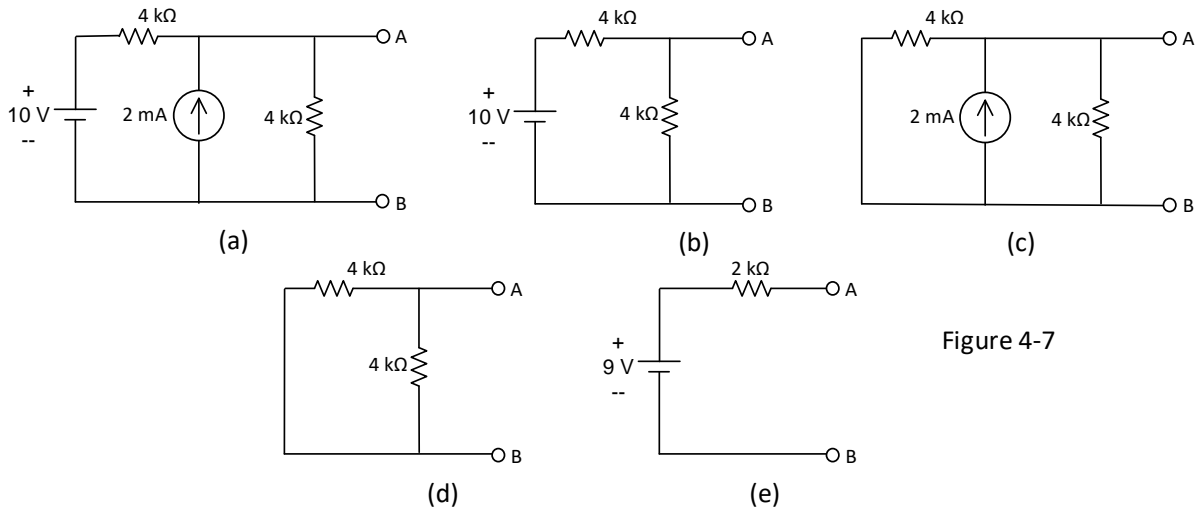 4 kΩ
A
+
10 V
--
2 mA
4 kΩ
B
(a)
4 kΩ
A
+
10 V
--
4 kΩ
B
(b)
4 kΩ
A
2 mA
4 kΩ
B
(c)
4 kΩ
A
4 kΩ
B
(d)
2 kΩ
A
+
9 V
--
B
(e)
Figure 4-7